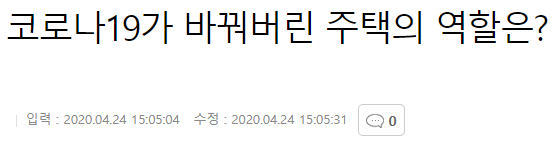 코로나19가 바꿔버린 주택의 역할은?
입력 : 2020.04.24 15:05:04 수정 : 2020.04.24 15:05:31 0